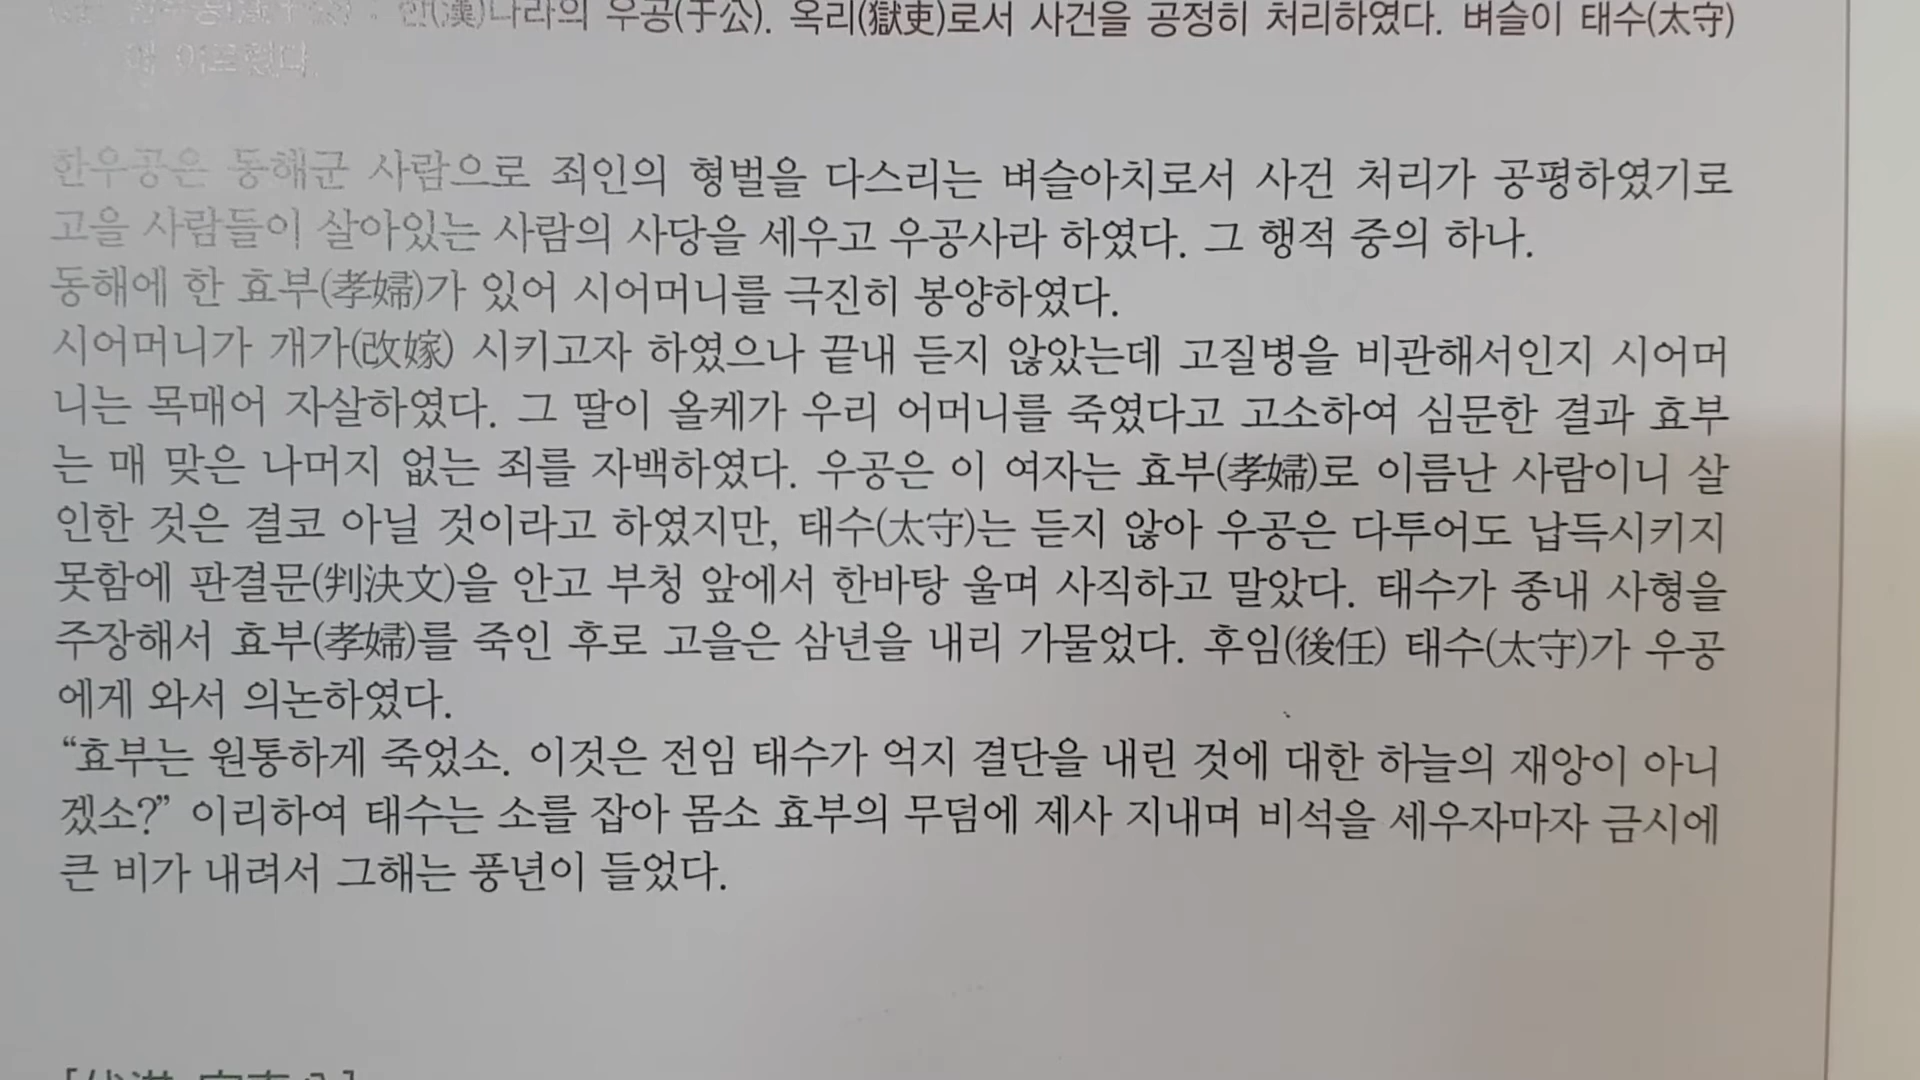 한(漢)나라의 우공(于公). 옥리(獄吏)로서 사건을 공정히 처리하였다. 벼슬이 태수(太守)
에 이르렀다.
한우공은 동해군 사람으로 죄인의 형벌을 다스리는 벼슬아치로서 사건 처리가 공평하였기로
고을 사람들이 살아있는 사람의 사당을 세우고 우공사라 하였다. 그 행적 중의 하나.
동해에 한 효부(孝婦)가 있어 시어머니를 극진히 봉양하였다.
시어머니가 개가(改嫁) 시키고자 하였으나 끝내 듣지 않았는데 고질병을 비관해서인지 시어머
니는 목매어 자살하였다. 그 딸이 올케가 우리 어머니를 죽였다고 고소하여 심문한 결과 효부
는 매 맞은 나머지 없는 죄를 자백하였다. 우공은 이 여자는 효부(孝婦)로 이름난 사람이니 살
인한 것은 결코 아닐 것이라고 하였지만, 태수(太守)는 듣지 않아 우공은 다투어도 납득시키지
못함에 판결문(判決文)을 안고 부청 앞에서 한바탕 울며 사직하고 말았다. 태수가 종내 사형을
주장해서 효부(孝婦)를 죽인 후로 고을은 삼년을 내리 가물었다. 후임(後任) 태수(太守)가 우공
에게 와서 의논하였다.
“효부는 원통하게 죽었소. 이것은 전임 태수가 억지 결단을 내린 것에 대한 하늘의 재앙이 아니
겠소?” 이리하여 태수는 소를 잡아 몸소 효부의 무덤에 제사 지내며 비석을 세우자마자 금시에
큰 비가 내려서 그해는 풍년이 들었다.